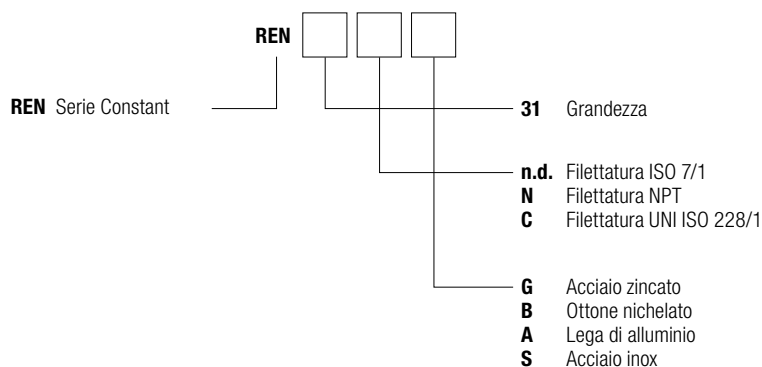 REN
REN Serie Constant
31 Grandezza
n.d. Filettatura ISO 7/1
N Filettatura NPT
C Filettatura UNI ISO 228/1
G Acciaio zincato
B Ottone nichelato
A Lega di alluminio
S Acciaio inox